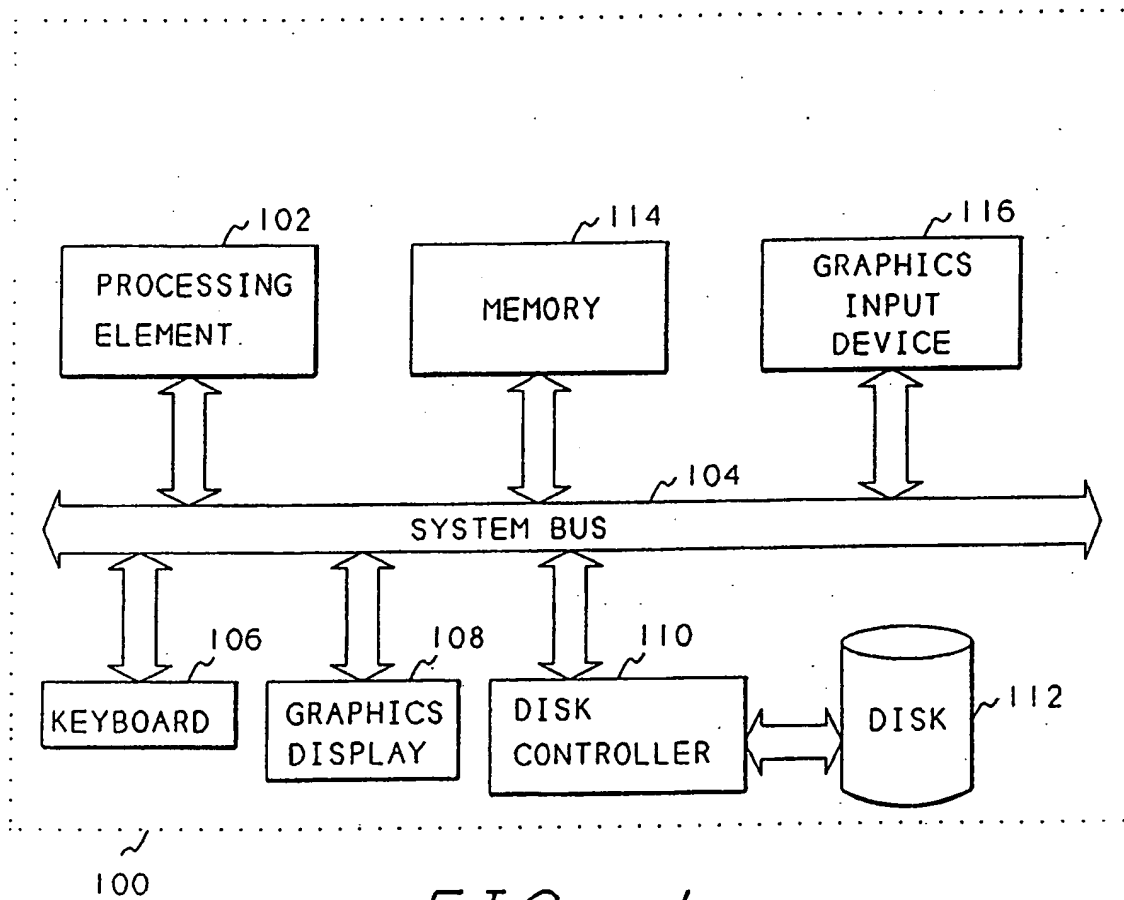 102
114
116
PROCESSING
ELEMENT.
MEMORY
GRAPHICS
INPUT
DEVICE
104
SYSTEM BUS
106
108
110
KEYBOARD
GRAPHICS
DISPLAY
DISK
CONTROLLER
DISK
112
100